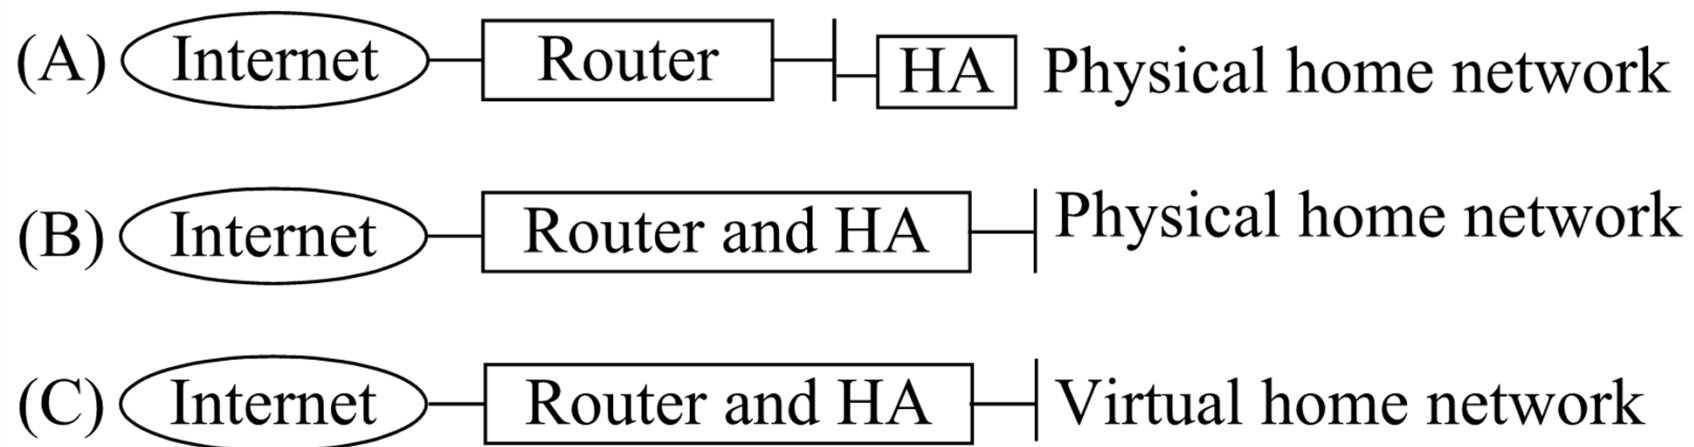 (A) Internet Router HA Physical home network
(B) Internet Router and HA Physical home network
(C) Internet Router and HA Virtual home network